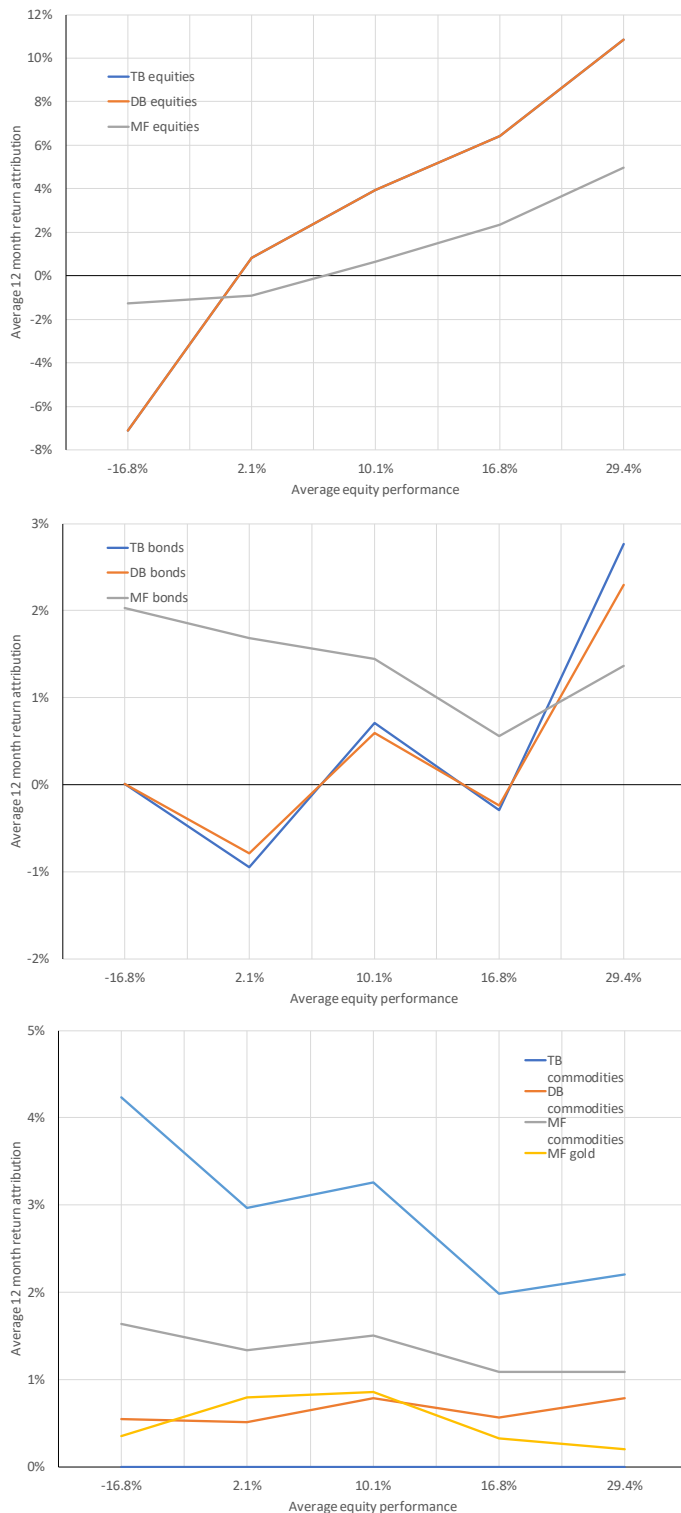 12%
10%
8%
6%
4%
2%
0%
-2%
-4%
-6%
-8%
Average 12 month return attribution
TB equities
DB equities
MF equities
-16.8% 2.1% 10.1% 16.8% 29.4%
Average equity performance
3%
2%
1%
0%
-1%
-2%
Average 12 month return attribution
TB bonds
DB bonds
MF bonds
-16.8% 2.1% 10.1% 16.8% 29.4%
Average equity performance
5%
4%
3%
2%
1%
0%
Average 12 month return attribution
TB
commodities
DB
commodities
MF
commodities
MF gold
-16.8% 2.1% 10.1% 16.8% 29.4%
Average equity performance